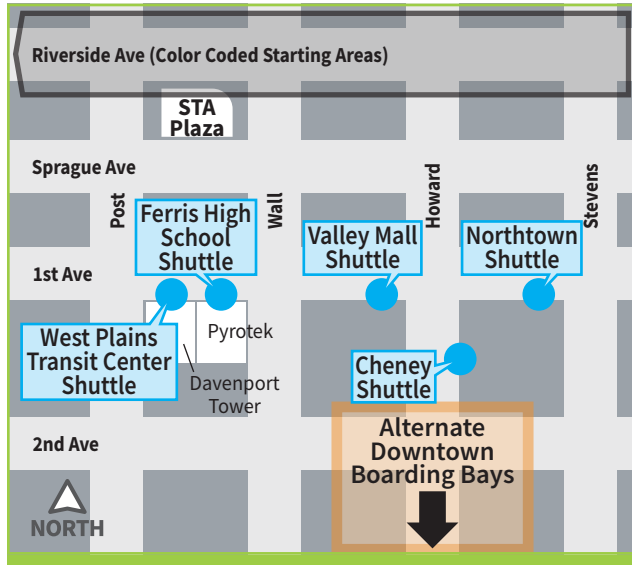 Riverside Ave (Color Coded Starting Areas)
STA
Plaza
Sprague Ave
Post
Wall
Howard
Stevens
Ferris High
School
Shuttle
Valley Mall
Shuttle
Northtown
Shuttle
1st Ave
West Plains
Transit Center
Shuttle
Pyrotek
Davenport
Tower
Cheney
Shuttle
2nd Ave
Alternate
Downtown
Boarding Bays
NORTH